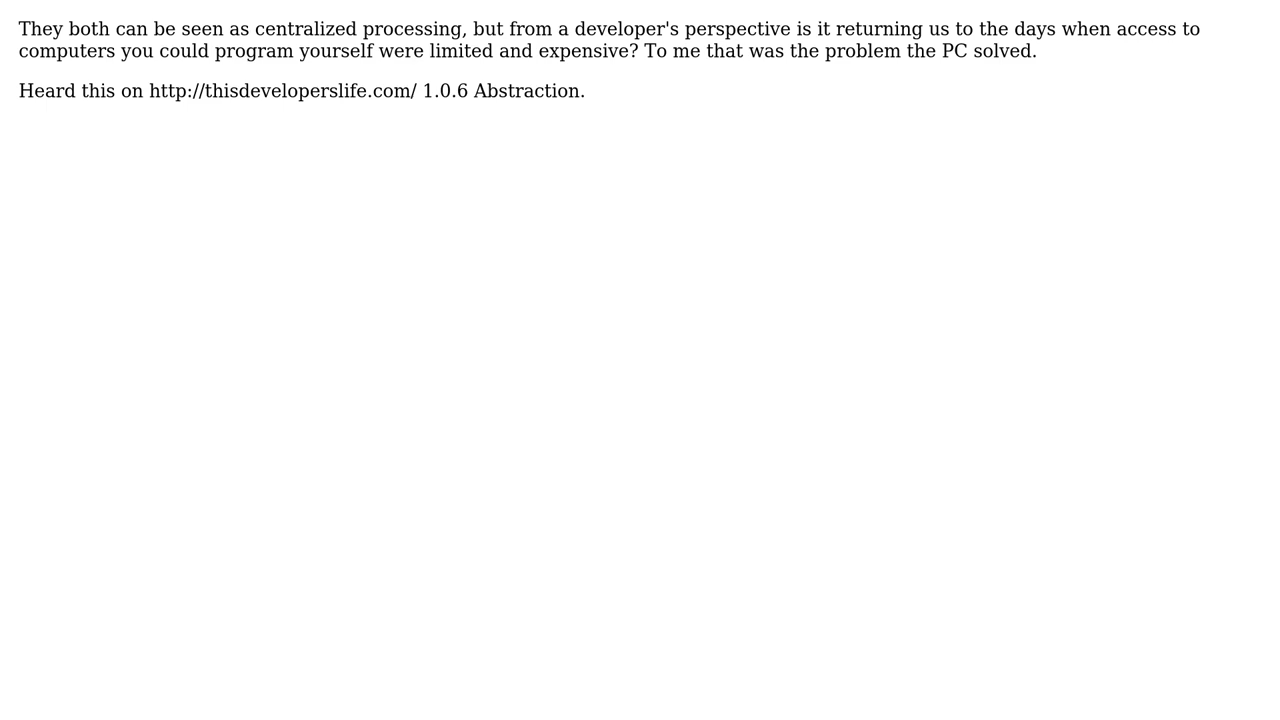 They both can be seen as centralized processing, but from a developer's perspective is it returning us to the days when access to
computers you could program yourself were limited and expensive? To me that was the problem the PC solved.
Heard this on http://thisdeveloperslife.com/ 1.0.6 Abstraction.